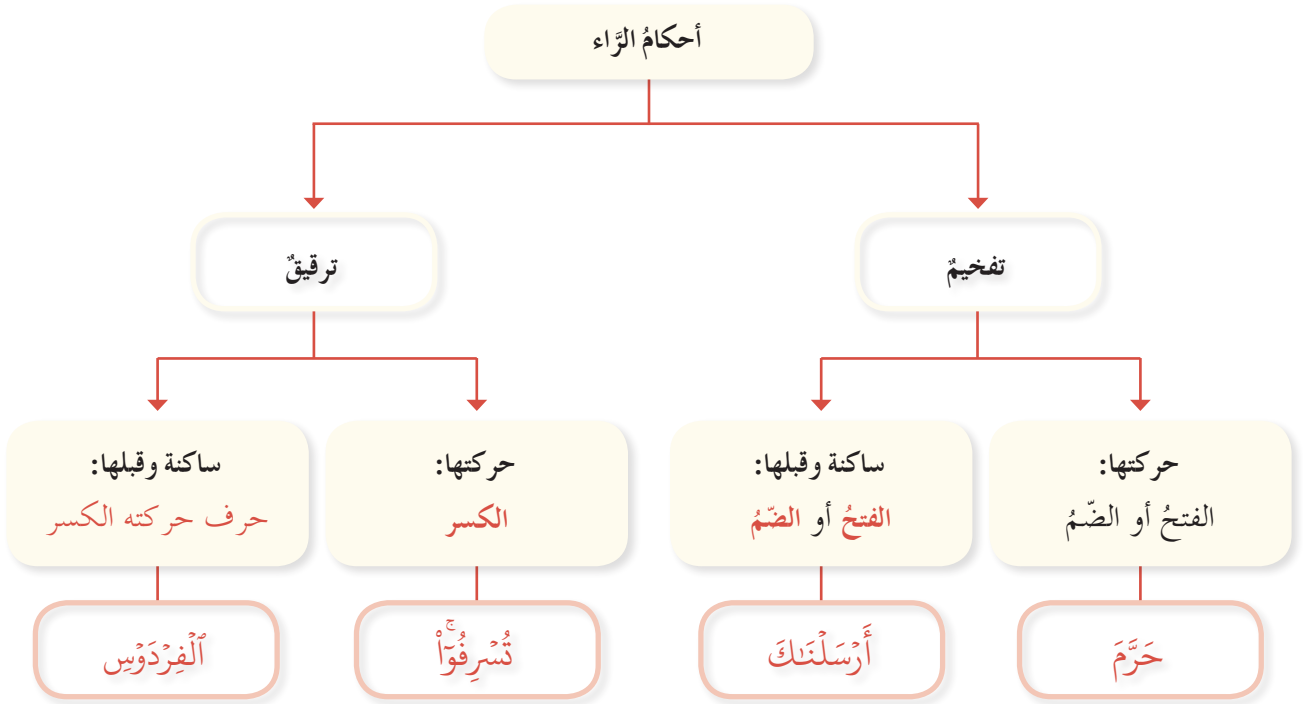 أحكامُ الرَّاء
تفخيمٌ
ترقيقٌ
حركتها:
الفتحُ أو الضّمُ
ساكنة وقبلها:
الفتحُ أو الضّمُ
حركتها:
الكسر
ساكنة وقبلها:
حرف حركته الكسر
حَرَّمَ
أَرۡسَلۡنَٰكَ
تُسۡرِفُوٓاْۚ
ٱلۡفِرۡدَوۡسِ